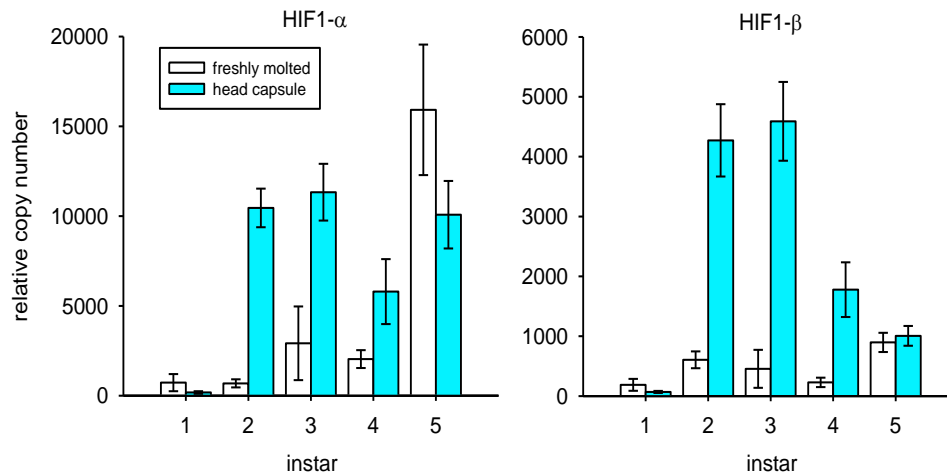 HIF1-α
20000
15000
10000
5000
0
relative copy number
freshly molted
head capsule
1 2 3 4 5
instar
HIF1-β
6000
5000
4000
3000
2000
1000
0
1 2 3 4 5
instar